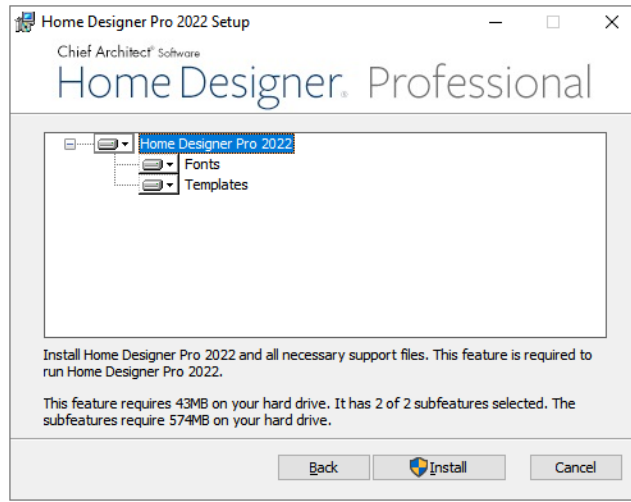 Home Designer Pro 2022 Setup
Chief Architect® Software
Home Designer® Professional
Home Designer Pro 2022
Fonts
Templates
Install Home Designer Pro 2022 and all necessary support files. This feature is required to
run Home Designer Pro 2022.
This feature requires 43MB on your hard drive. It has 2 of 2 subfeatures selected. The
subfeatures require 574MB on your hard drive.
Back
Install
Cancel